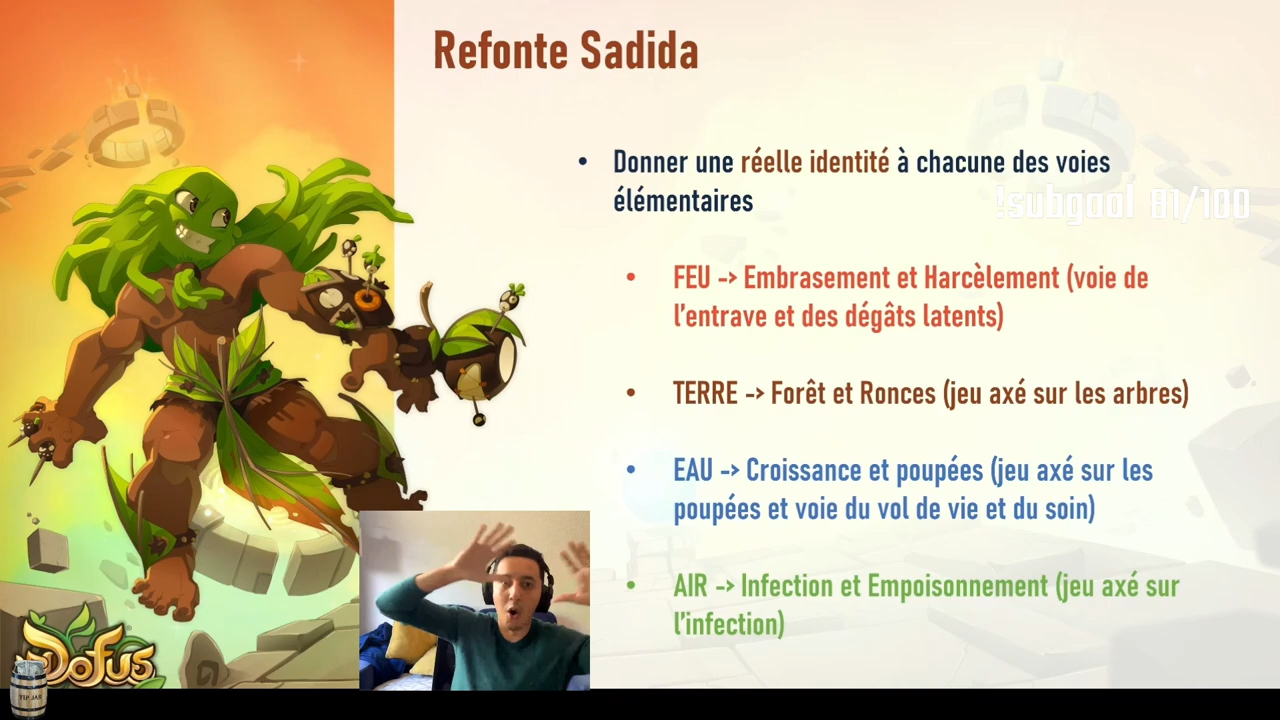 Refonte Sadida
• Donner une réelle identité à chacune des voies
élémentaires
!subgoal 81/100
• FEU -> Embrasement et Harcèlement (voie de
l'entrave et des dégâts latents)
• TERRE -> Forêt et Ronces (jeu axé sur les arbres)
• EAU -> Croissance et poupées (jeu axé sur les
poupées et voie du vol de vie et du soin)
• AIR -> Infection et Empoisonnement (jeu axé sur
l'infection)
DOFUS
TIP JAR